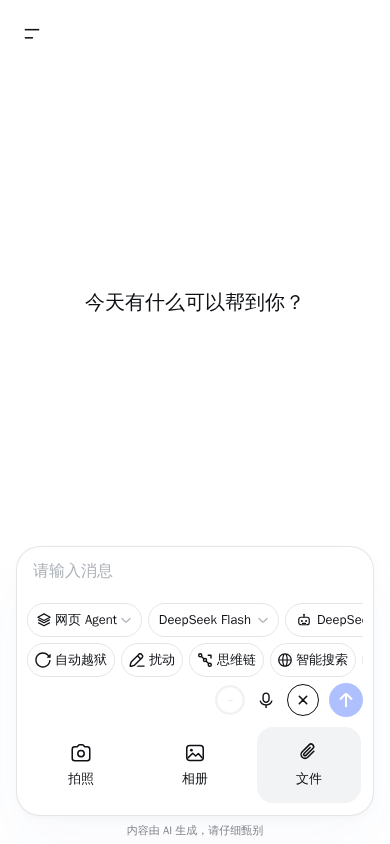 今天有什么可以帮到你？
请输入消息
网页 Agent
DeepSeek Flash
DeepSe
自动越狱
扰动
思维链
智能搜索
拍照
相册
文件
内容由 AI 生成，请仔细甄别